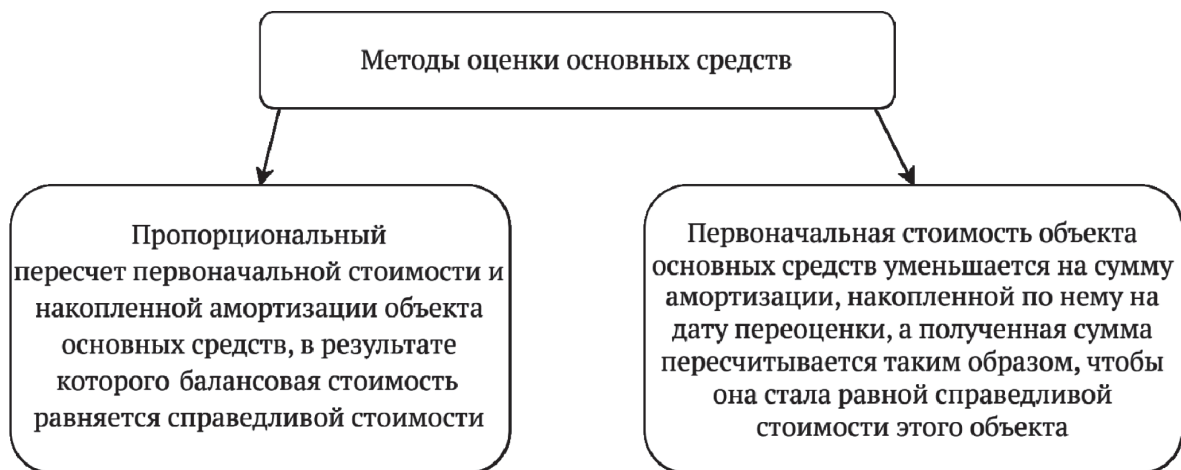 Методы оценки основных средств
Пропорциональный
пересчет первоначальной стоимости и
накопленной амортизации объекта
основных средств, в результате
которого балансовая стоимость
равняется справедливой стоимости
Первоначальная стоимость объекта
основных средств уменьшается на сумму
амортизации, накопленной по нему на
дату переоценки, а полученная сумма
пересчитывается таким образом, чтобы
она стала равной справедливой
стоимости этого объекта